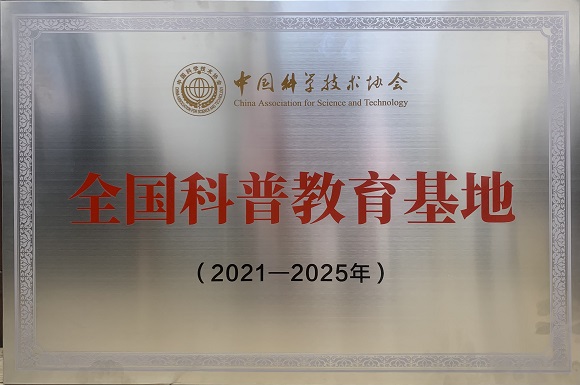 中国科学技术协会
China Association for Science and Technology
全国科普教育基地
（2021—2025年）